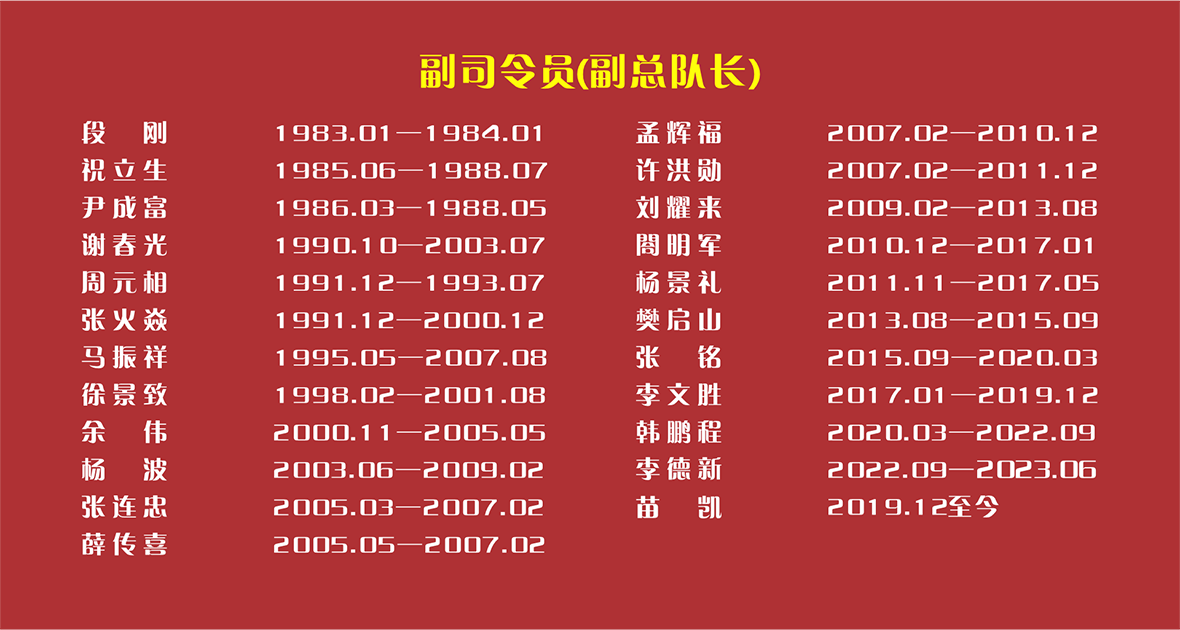 副司令员(副总队长)
段 刚 1983.01—1984.01
祝立生 1985.06—1988.07
尹成富 1986.03—1988.05
谢春光 1990.10—2003.07
周元相 1991.12—1993.07
张火焱 1991.12—2000.12
马振祥 1995.05—2007.08
徐景致 1998.02—2001.08
余 伟 2000.11—2005.05
杨 波 2003.06—2009.02
张连忠 2005.03—2007.02
薛传喜 2005.05—2007.02
孟辉福 2007.02—2010.12
许洪勋 2007.02—2011.12
刘耀来 2009.02—2013.08
閤明军 2010.12—2017.01
杨景礼 2011.11—2017.05
樊启山 2013.08—2015.09
张 铭 2015.09—2020.03
李文胜 2017.01—2019.12
韩鹏程 2020.03—2022.09
李德新 2022.09—2023.06
苗 凯 2019.12至今